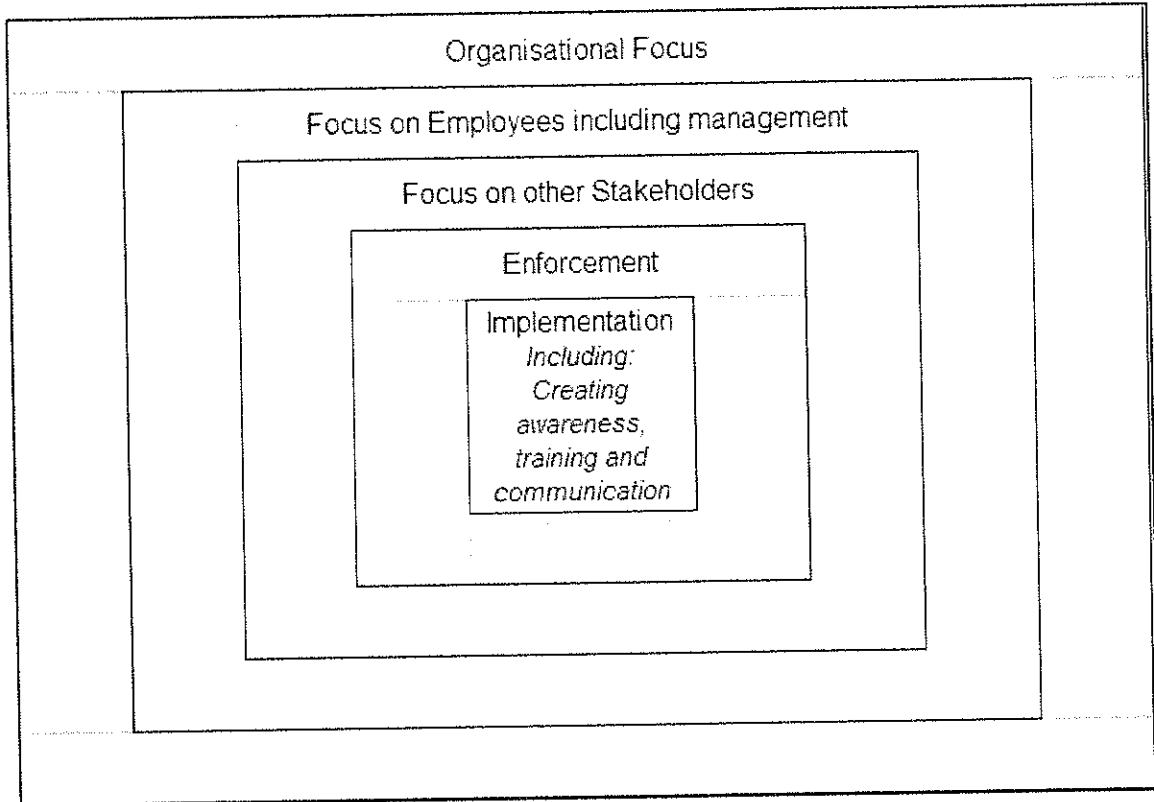 Organisational Focus
Focus on Employees including management
Focus on other Stakeholders
Enforcement
Implementation
Including:
Creating
awareness,
training and
communication